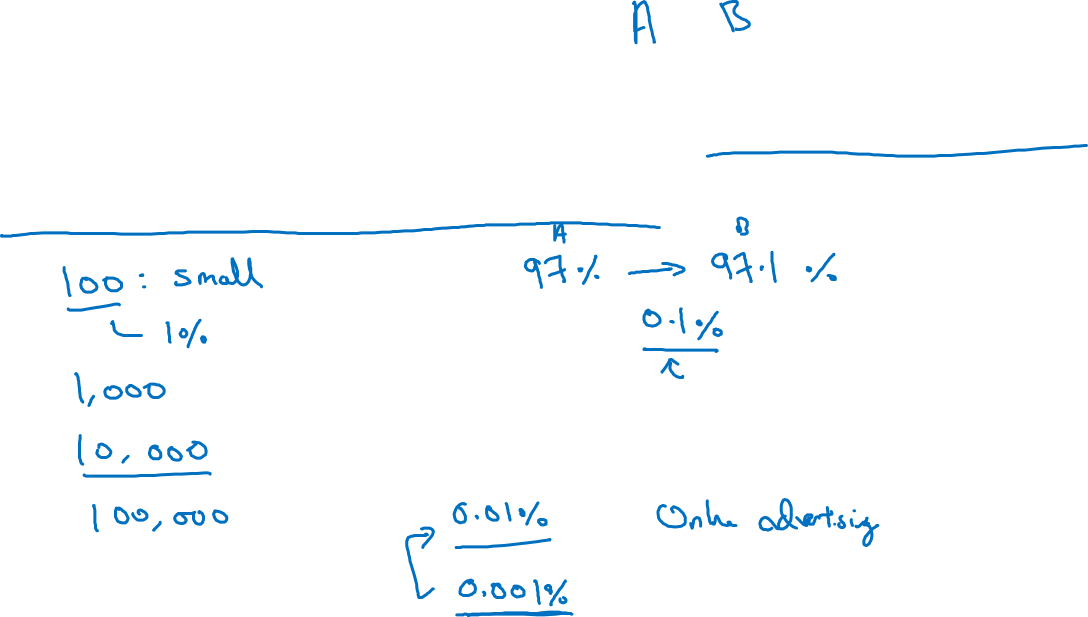 A B
A B
100 : small 97% → 97.1%
1% 0.1%
1,000
10,000
100,000 0.01% Online advertising
0.001%